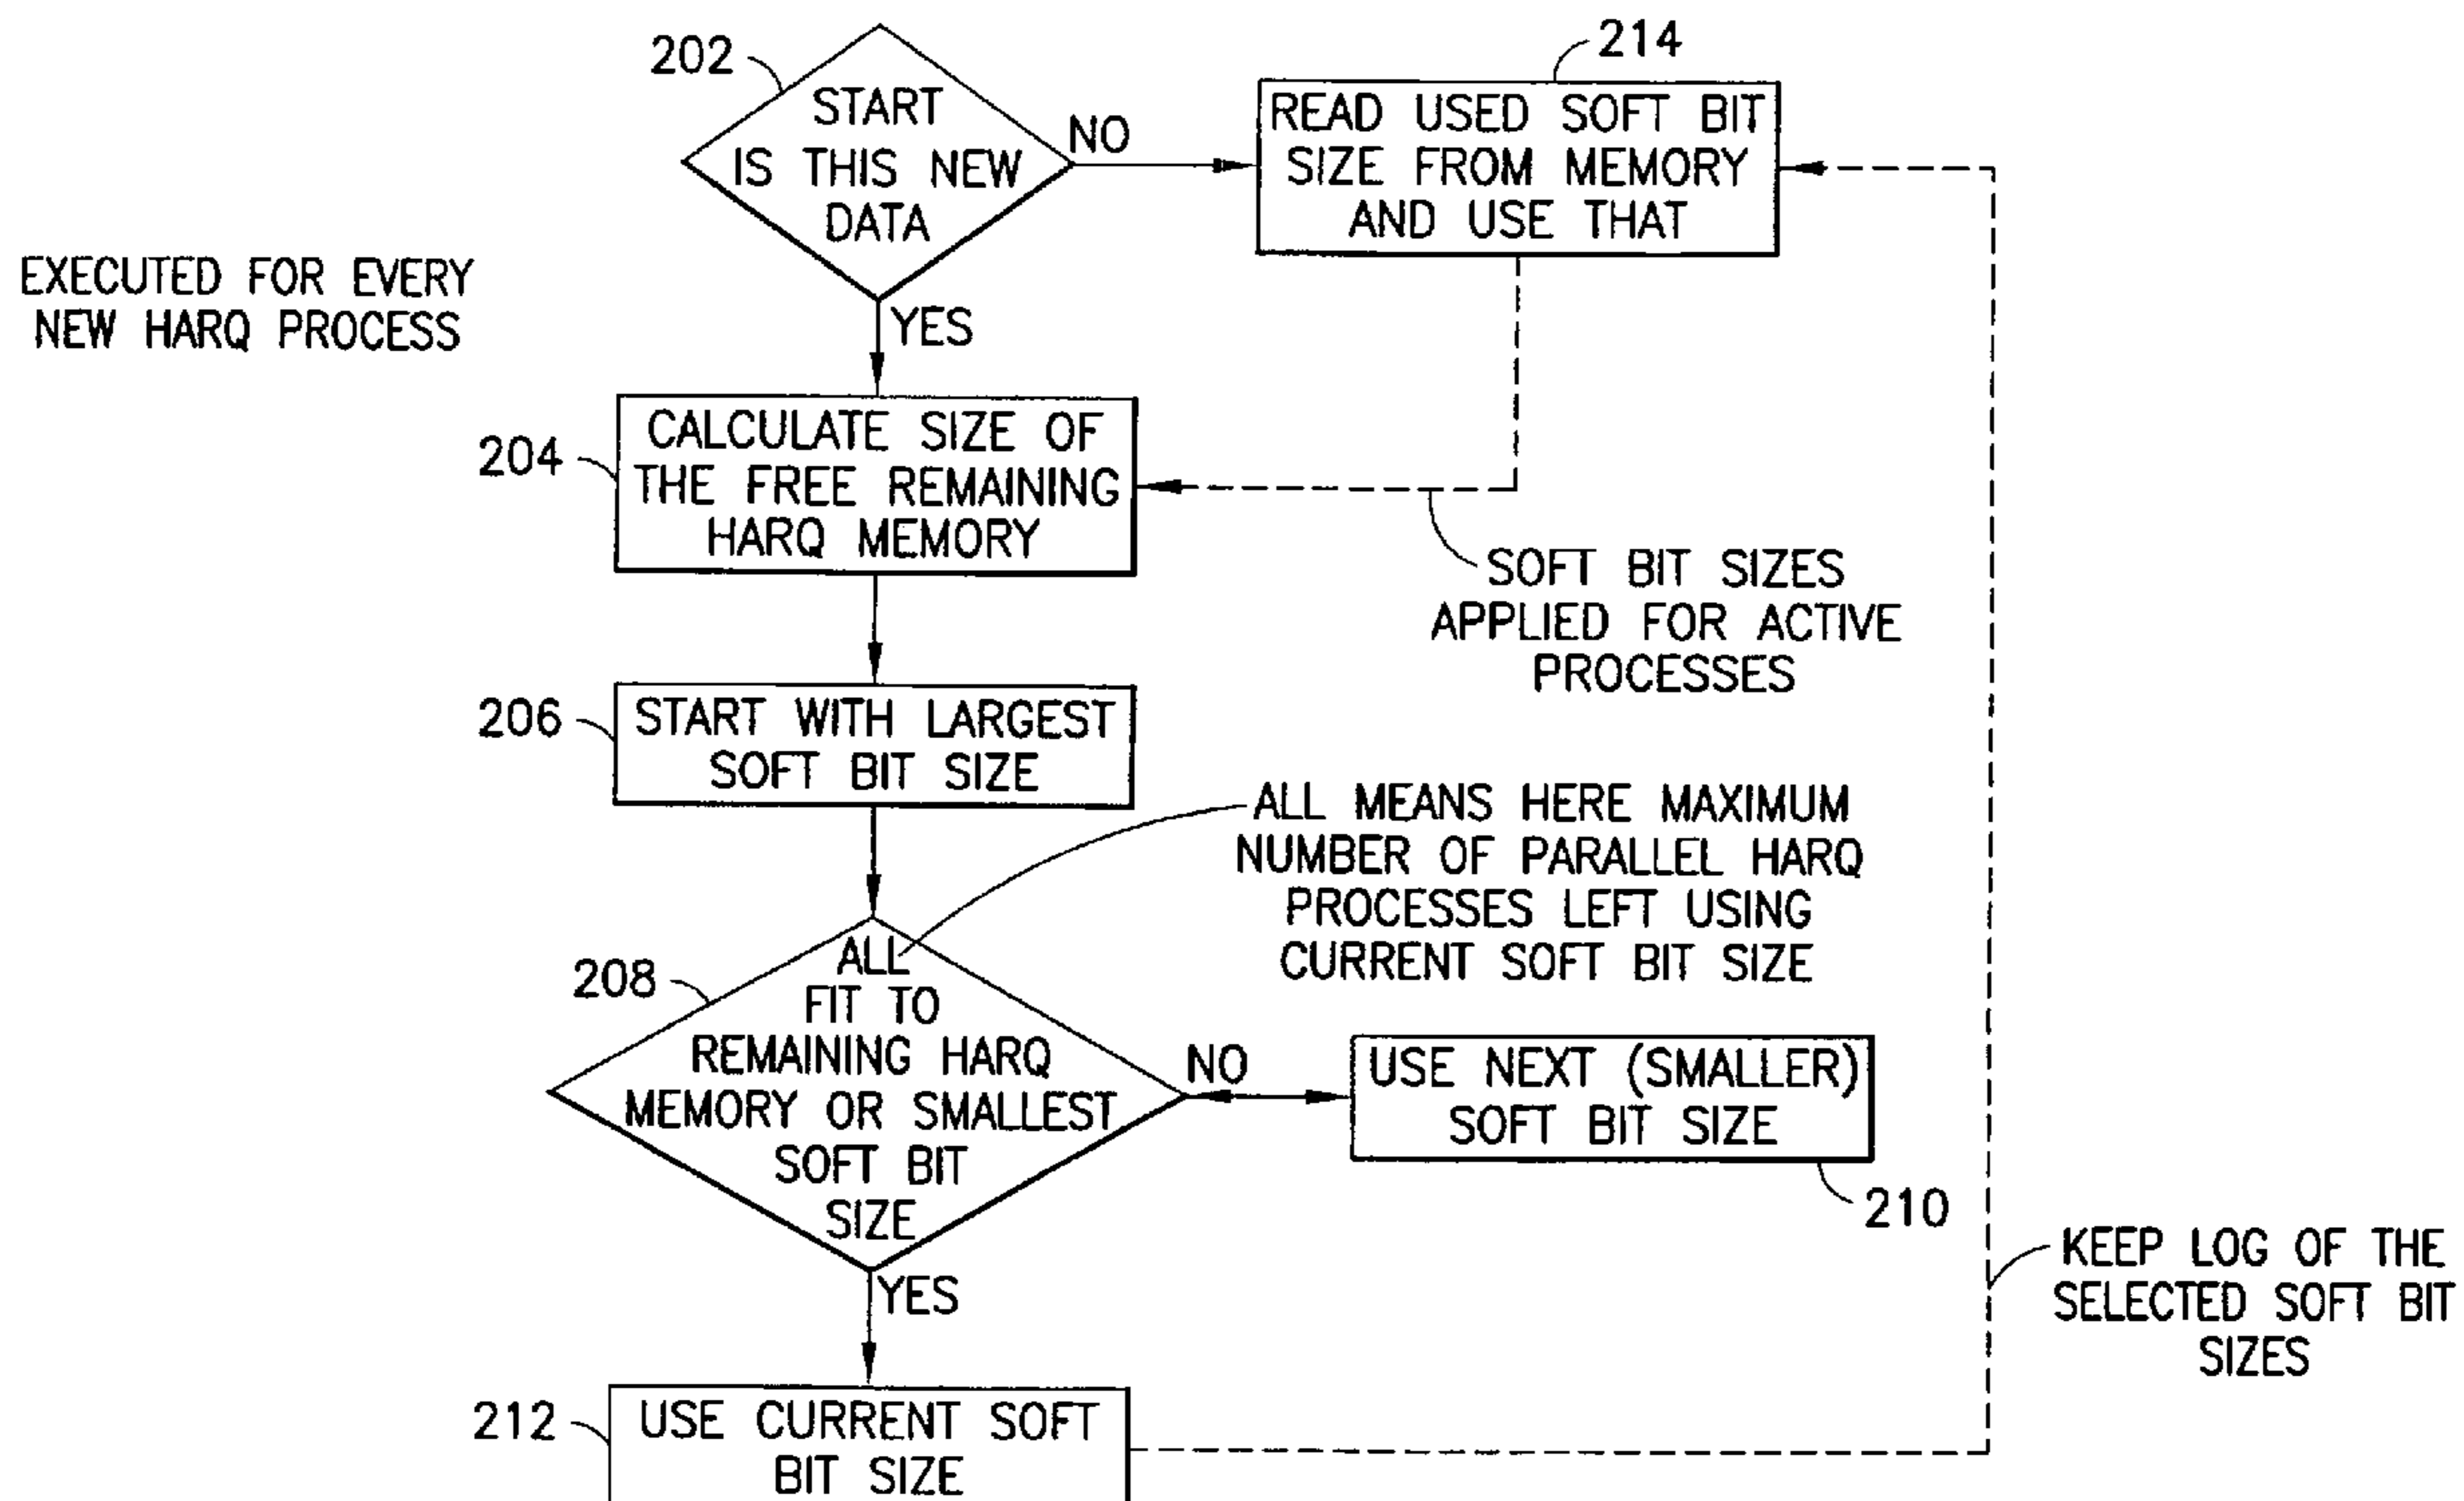 202
START
IS THIS NEW
DATA
NO
214
READ USED SOFT BIT
SIZE FROM MEMORY
AND USE THAT
EXECUTED FOR EVERY
NEW HARQ PROCESS
YES
204
CALCULATE SIZE OF
THE FREE REMAINING
HARQ MEMORY
SOFT BIT SIZES
APPLIED FOR ACTIVE
PROCESSES
206
START WITH LARGEST
SOFT BIT SIZE
ALL MEANS HERE MAXIMUM
NUMBER OF PARALLEL HARQ
PROCESSES LEFT USING
CURRENT SOFT BIT SIZE
208
ALL
FIT TO
REMAINING HARQ
MEMORY OR SMALLEST
SOFT BIT
SIZE
NO
USE NEXT (SMALLER)
SOFT BIT SIZE
210
YES
KEEP LOG OF THE
SELECTED SOFT BIT
SIZES
212
USE CURRENT SOFT
BIT SIZE